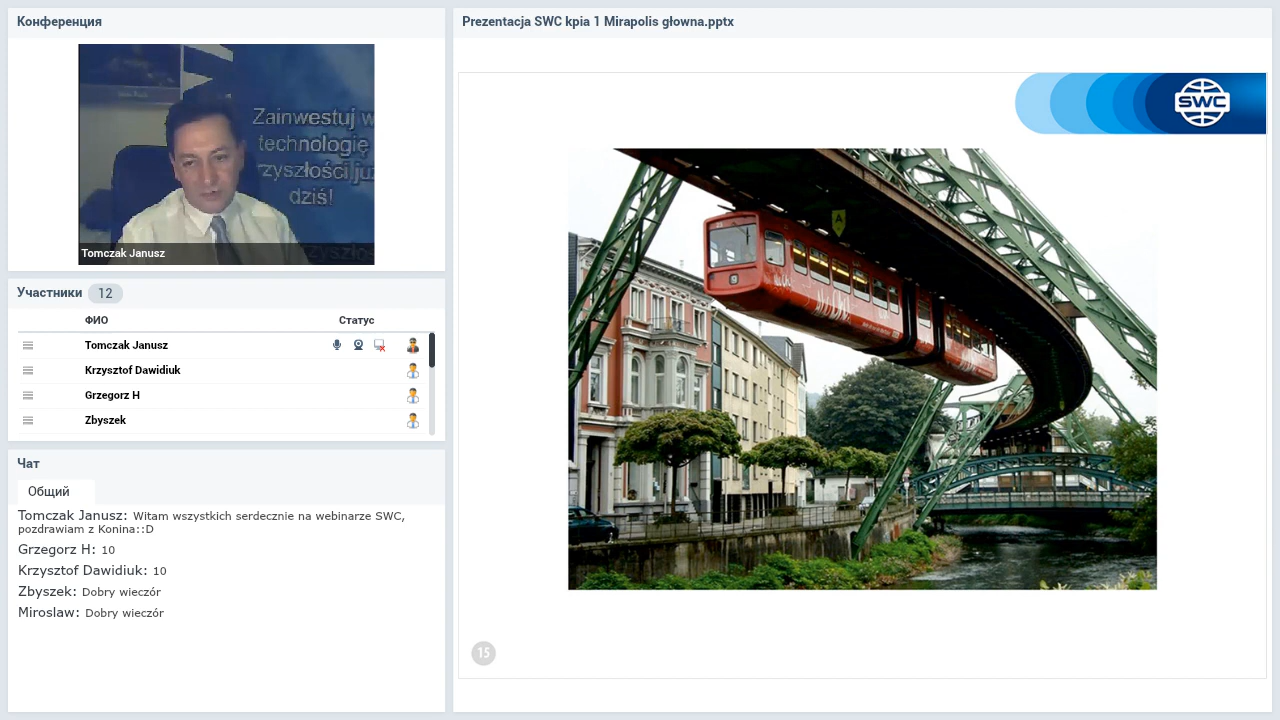 Конференция
Zainwestuj w
technologię
dziś!
Tomczak Janusz
Участники 12
ФИО Статус
Tomczak Janusz
Krzysztof Dawidiuk
Grzegorz H
Zbyszek
Чат
Общий
Tomczak Janusz: Witam wszystkich serdecznie na webinarze SWC,
pozdrawiam z Konina::D
Grzegorz H: 10
Krzysztof Dawidiuk: 10
Zbyszek: Dobry wieczór
Miroslaw: Dobry wieczór
Prezentacja SWC kpia 1 Mirapolis głowna.pptx
SWC
A
15